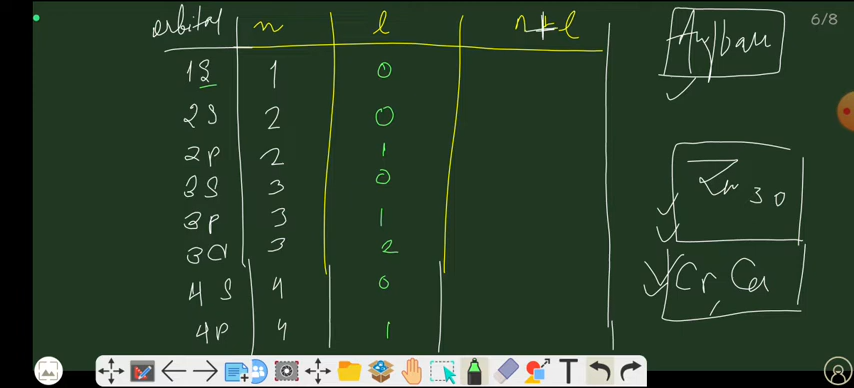 orbital n l n+l
1S 1 0
2S 2 0
2P 2 1
3S 3 0
3P 3 1
3d 3 2
4S 4 0
4P 4 1
Aufbau
Zn 30
Cr, Cu
6/8
T